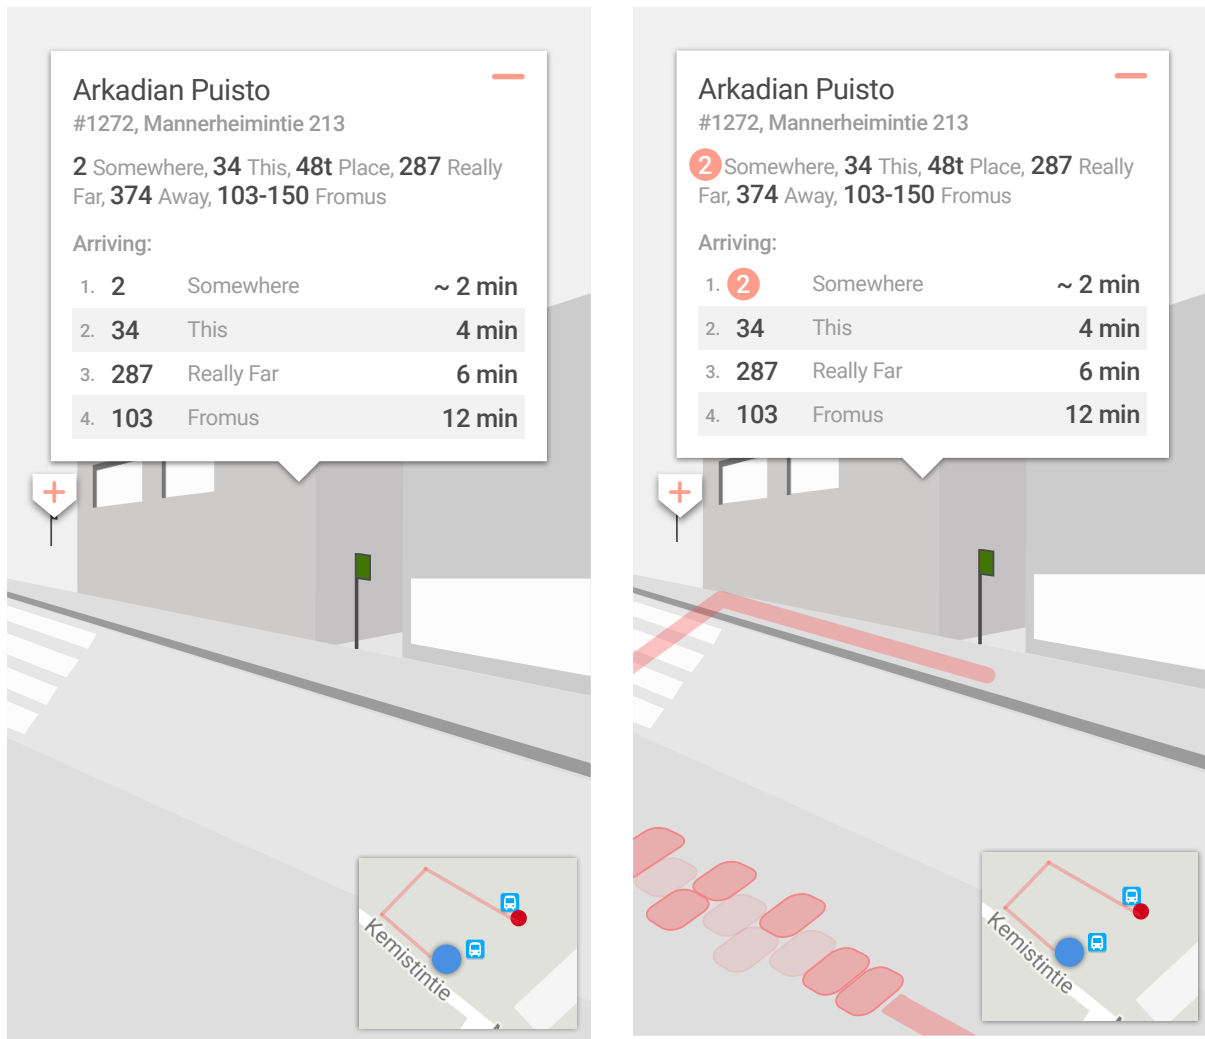 Arkadian Puisto
#1272, Mannerheimintie 213
2 Somewhere, 34 This, 48t Place, 287 Really
Far, 374 Away, 103-150 Fromus
Arriving:
1. 2 Somewhere ~ 2 min
2. 34 This 4 min
3. 287 Really Far 6 min
4. 103 Fromus 12 min
Kemistintie
Arkadian Puisto
#1272, Mannerheimintie 213
2 Somewhere, 34 This, 48t Place, 287 Really
Far, 374 Away, 103-150 Fromus
Arriving:
1. 2 Somewhere ~ 2 min
2. 34 This 4 min
3. 287 Really Far 6 min
4. 103 Fromus 12 min
Kemistintie